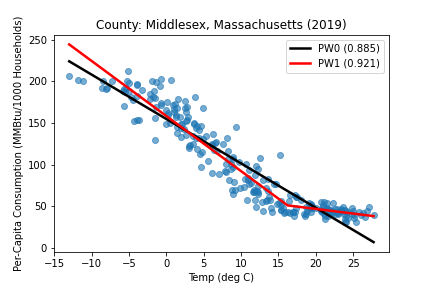 County: Middlesex, Massachusetts (2019)
PW0 (0.885)
PW1 (0.921)
Per-Capita Consumption (MMBtu/1000 Households)
250
200
150
100
50
0
−15 −10 −5 0 5 10 15 20 25
Temp (deg C)